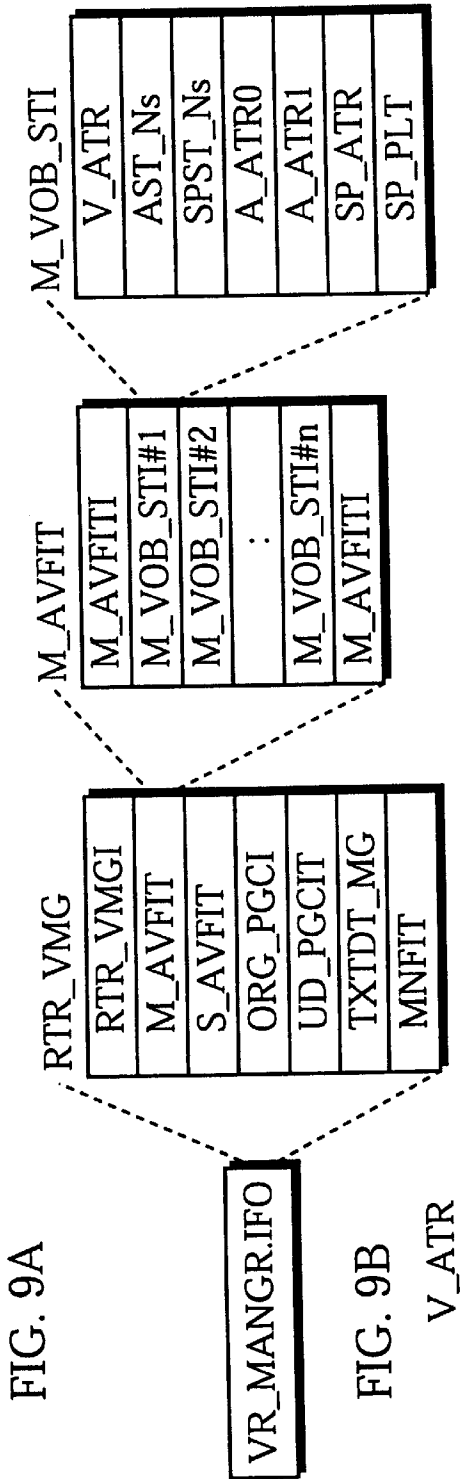 FIG. 9A
VR_MANGR.IFO
RTR_VMG
RTR_VMGI
M_AVFIT
S_AVFIT
ORG_PGCI
UD_PGCIT
TXTDT_MG
MNFIT
M_AVFIT
M_AVFITI
M_VOB_STI#1
M_VOB_STI#2
:
M_VOB_STI#n
M_AVFITI
M_VOB_STI
V_ATR
AST_Ns
SPST_Ns
A_ATR0
A_ATR1
SP_ATR
SP_PLT
FIG. 9B
V_ATR